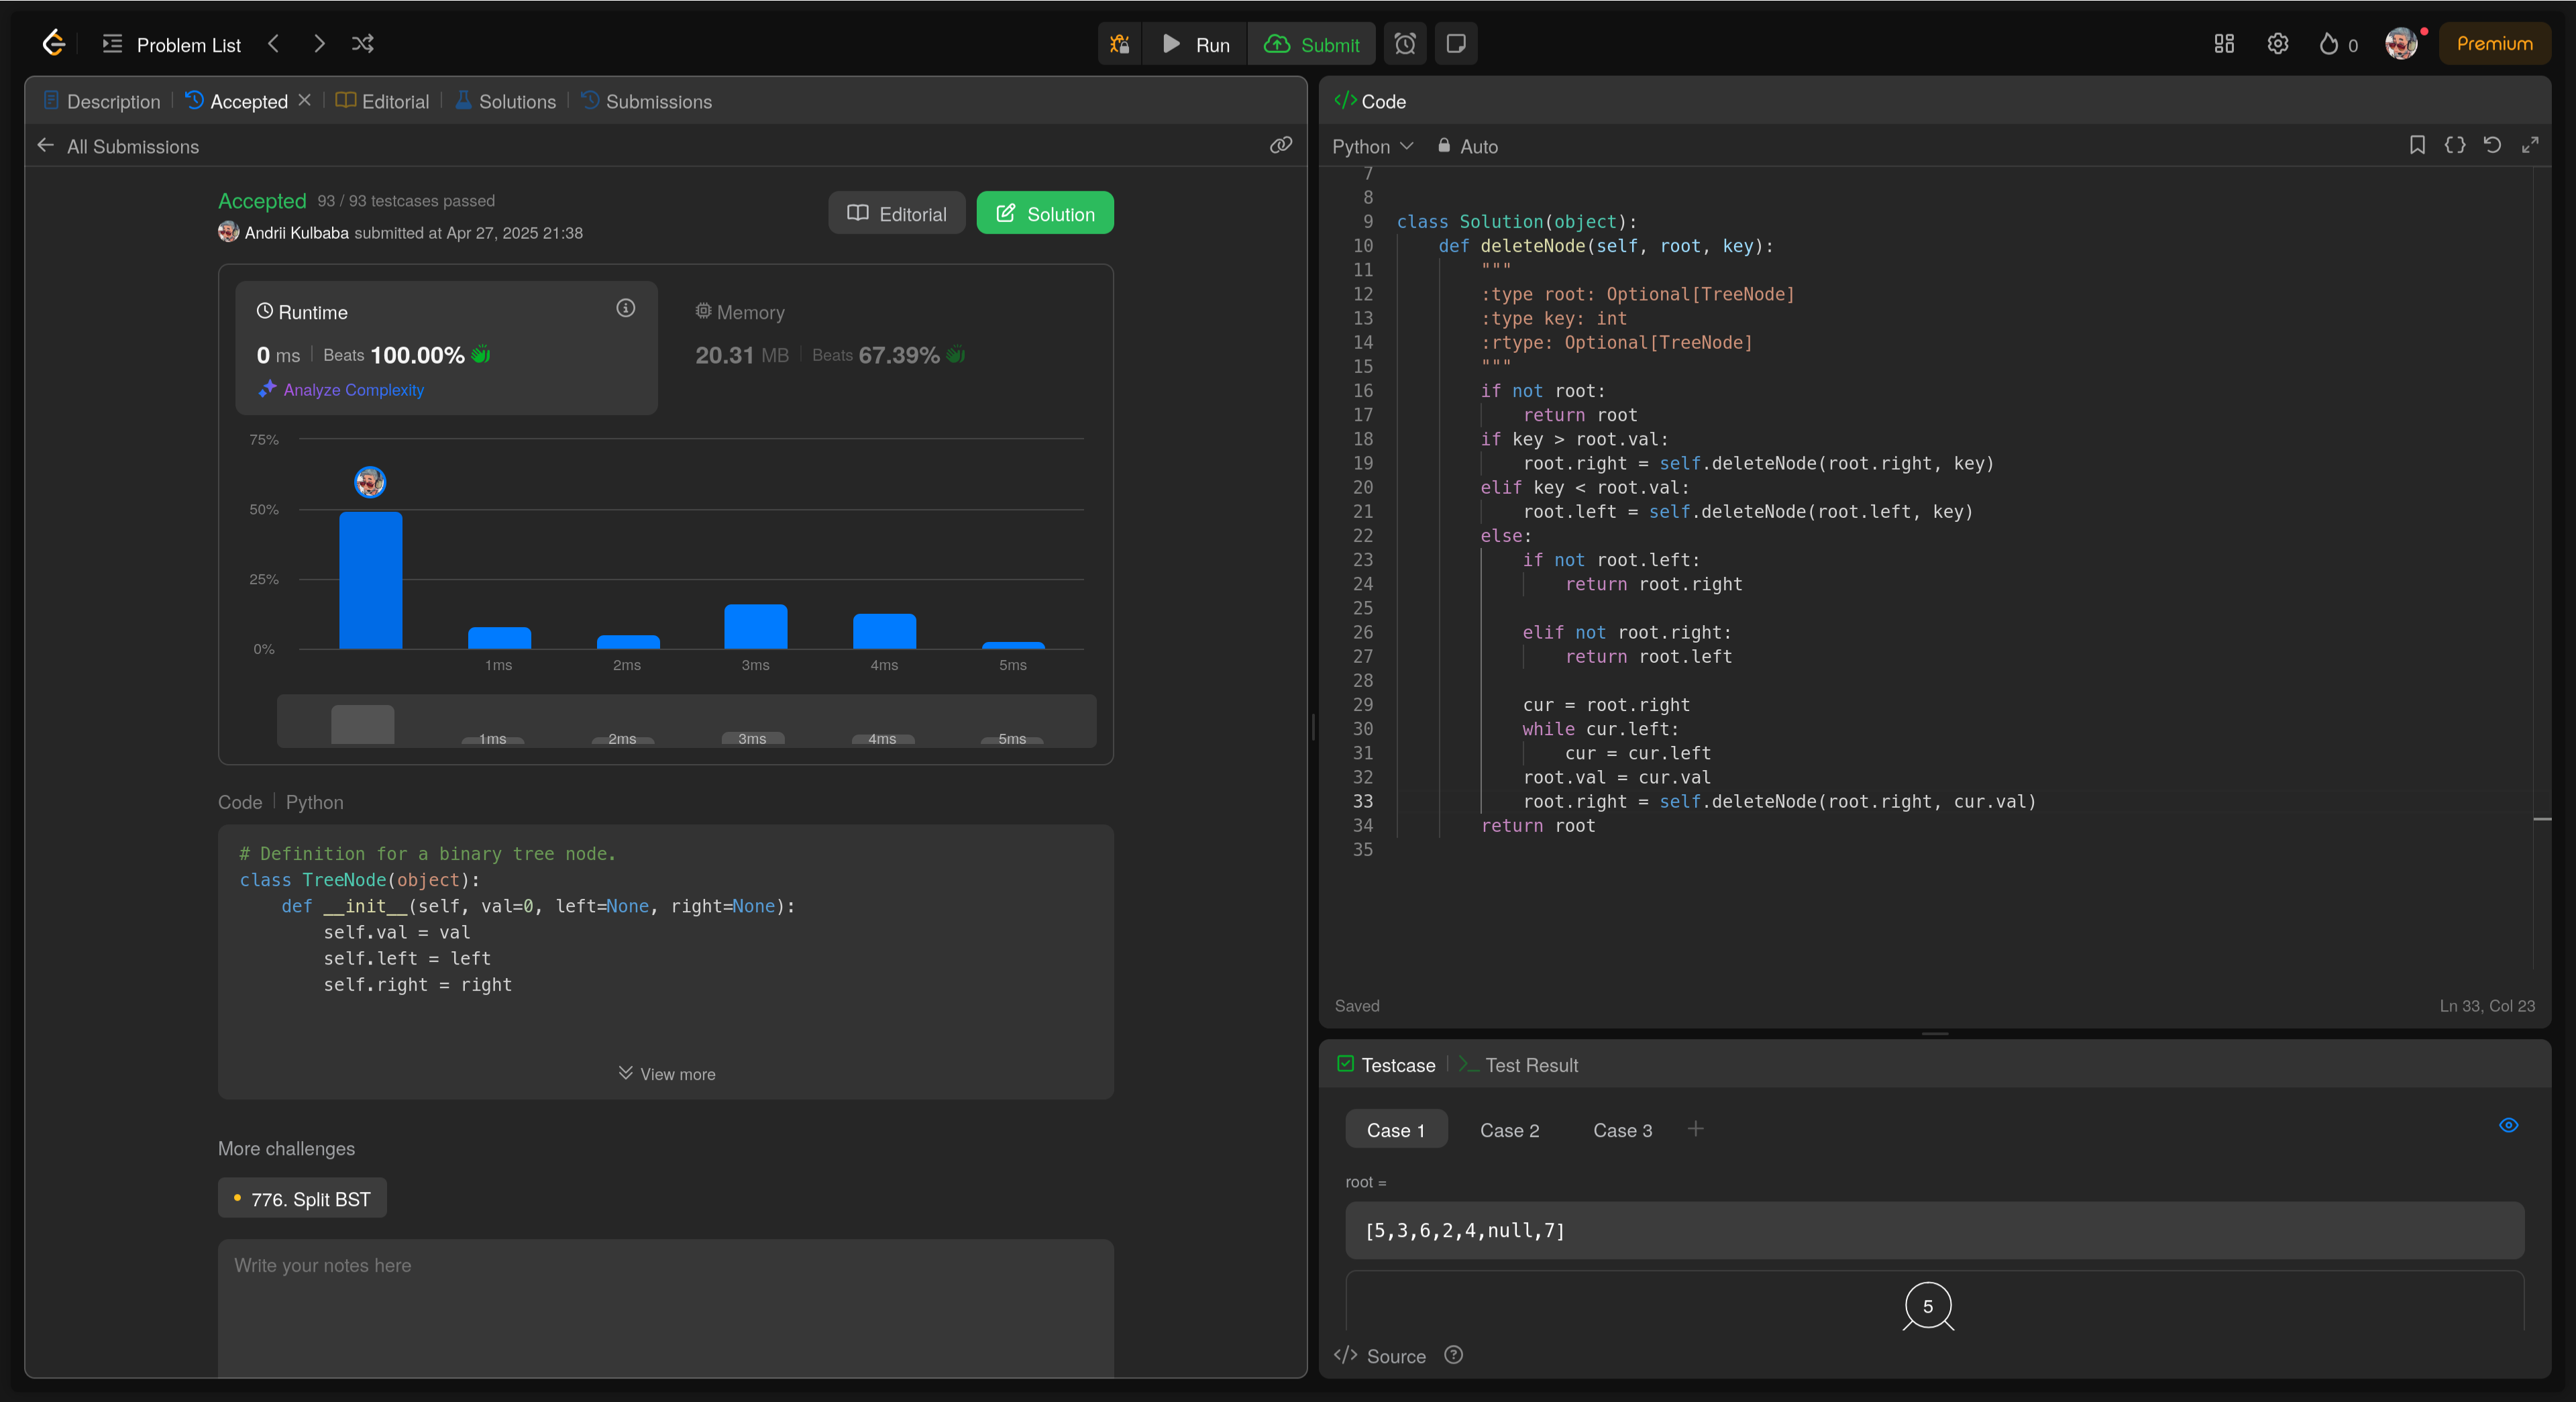 Problem List
Run
Submit
0
Premium
Description
Accepted
Editorial
Solutions
Submissions
All Submissions
Accepted 93 / 93 testcases passed
Andrii Kulbaba submitted at Apr 27, 2025 21:38
Editorial
Solution
Runtime
0 ms Beats 100.00%
Analyze Complexity
Memory
20.31 MB Beats 67.39%
75%
50%
25%
0%
1ms 2ms 3ms 4ms 5ms
1ms 2ms 3ms 4ms 5ms
Code Python
# Definition for a binary tree node.
class TreeNode(object):
    def __init__(self, val=0, left=None, right=None):
        self.val = val
        self.left = left
        self.right = right
View more
More challenges
776. Split BST
Write your notes here
</> Code
Python Auto
7
8
9 class Solution(object):
10     def deleteNode(self, root, key):
11         """
12         :type root: Optional[TreeNode]
13         :type key: int
14         :rtype: Optional[TreeNode]
15         """
16         if not root:
17             return root
18         if key > root.val:
19             root.right = self.deleteNode(root.right, key)
20         elif key < root.val:
21             root.left = self.deleteNode(root.left, key)
22         else:
23             if not root.left:
24                 return root.right
25
26             elif not root.right:
27                 return root.left
28
29             cur = root.right
30             while cur.left:
31                 cur = cur.left
32             root.val = cur.val
33             root.right = self.deleteNode(root.right, cur.val)
34         return root
35
Saved
Ln 33, Col 23
Testcase
Test Result
Case 1
Case 2
Case 3
root =
[5,3,6,2,4,null,7]
5
</> Source